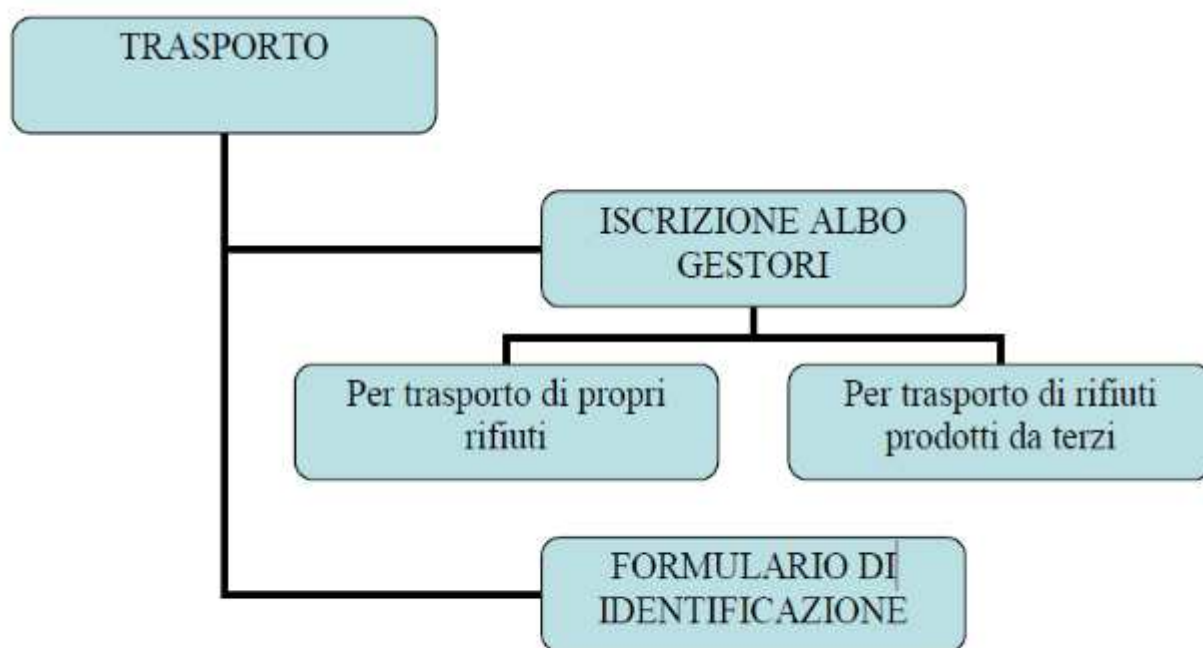 TRASPORTO
ISCRIZIONE ALBO
GESTORI
Per trasporto di propri
rifiuti
Per trasporto di rifiuti
prodotti da terzi
FORMULARIO DI
IDENTIFICAZIONE